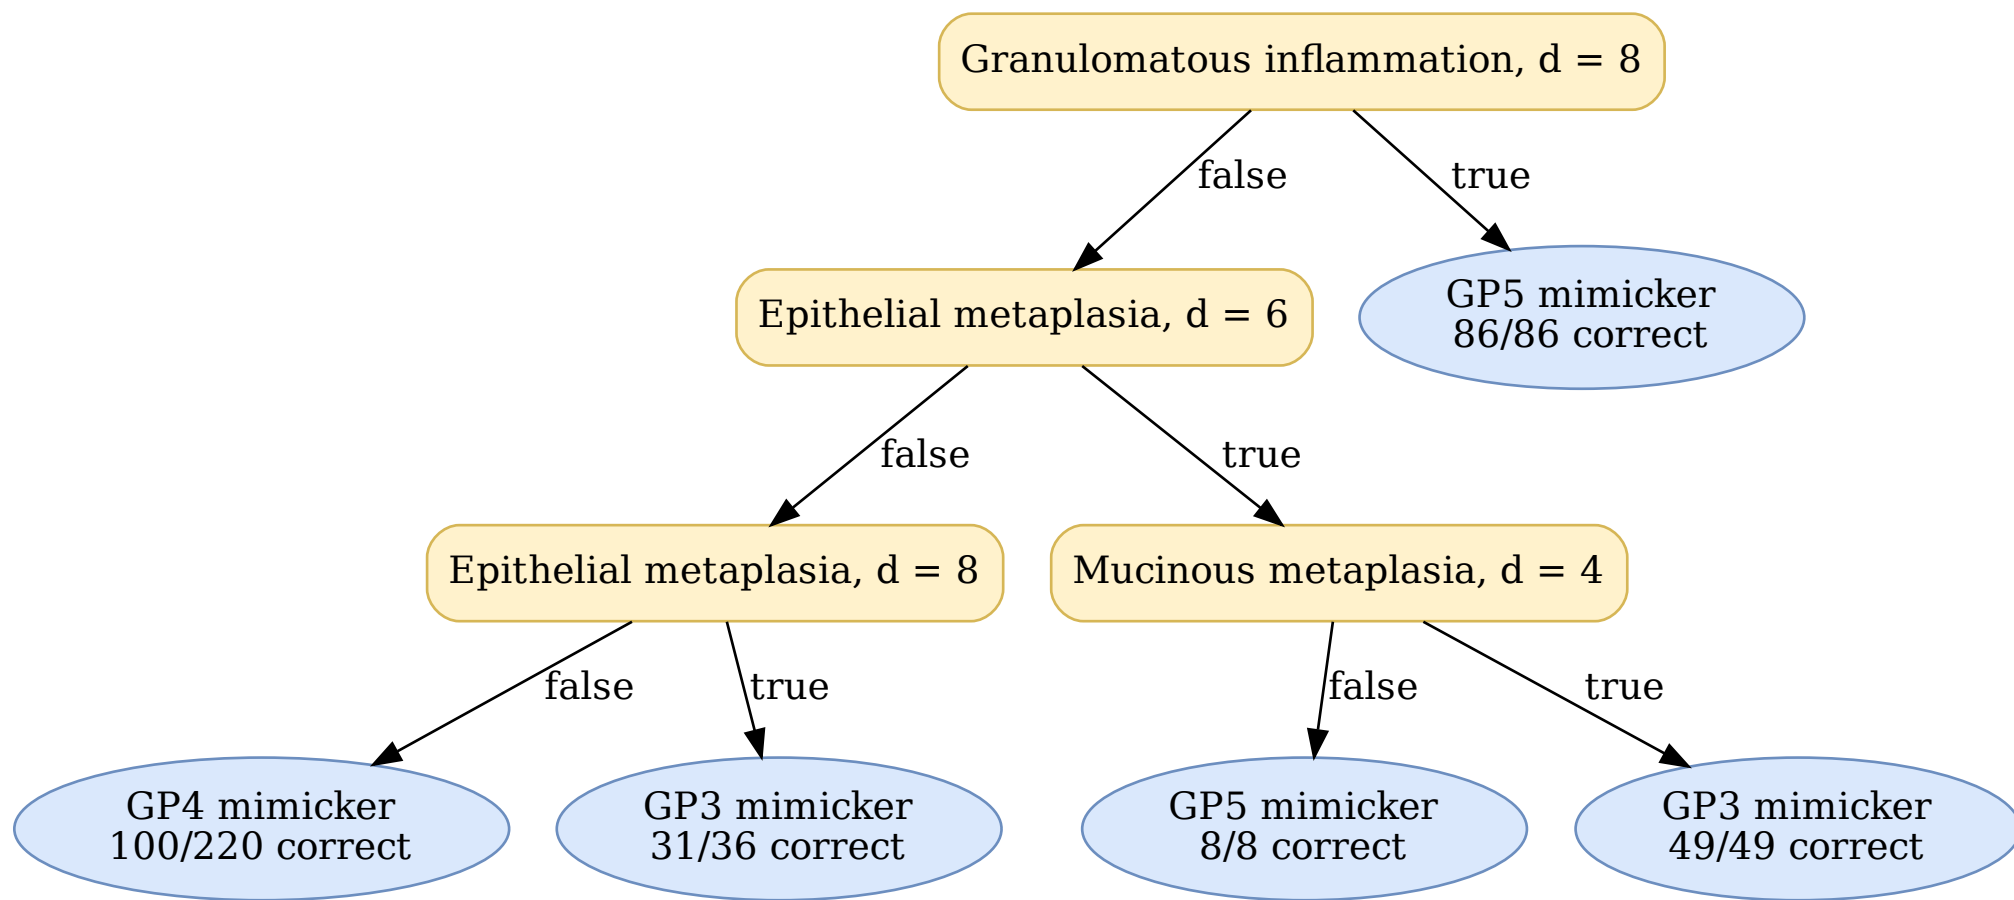 Granulomatous inflammation, d = 8
false
true
Epithelial metaplasia, d = 6
GP5 mimicker
86/86 correct
false
true
Epithelial metaplasia, d = 8
Mucinous metaplasia, d = 4
false
true
false
true
GP4 mimicker
100/220 correct
GP3 mimicker
31/36 correct
GP5 mimicker
8/8 correct
GP3 mimicker
49/49 correct